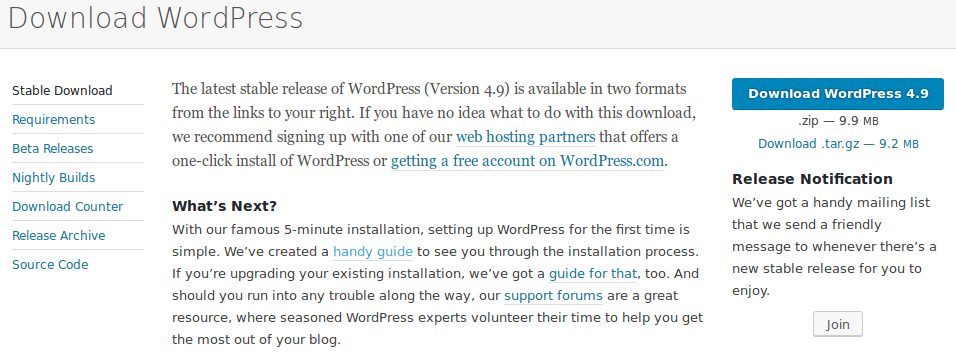 Download WordPress
Stable Download
Requirements
Beta Releases
Nightly Builds
Download Counter
Release Archive
Source Code
The latest stable release of WordPress (Version 4.9) is available in two formats
from the links to your right. If you have no idea what to do with this download,
we recommend signing up with one of our web hosting partners that offers a
one-click install of WordPress or getting a free account on WordPress.com.
What’s Next?
With our famous 5-minute installation, setting up WordPress for the first time is
simple. We’ve created a handy guide to see you through the installation process.
If you’re upgrading your existing installation, we’ve got a guide for that, too. And
should you run into any trouble along the way, our support forums are a great
resource, where seasoned WordPress experts volunteer their time to help you get
the most out of your blog.
Download WordPress 4.9
.zip — 9.9 MB
Download .tar.gz — 9.2 MB
Release Notification
We’ve got a handy mailing list
that we send a friendly
message to whenever there’s a
new stable release for you to
enjoy.
Join